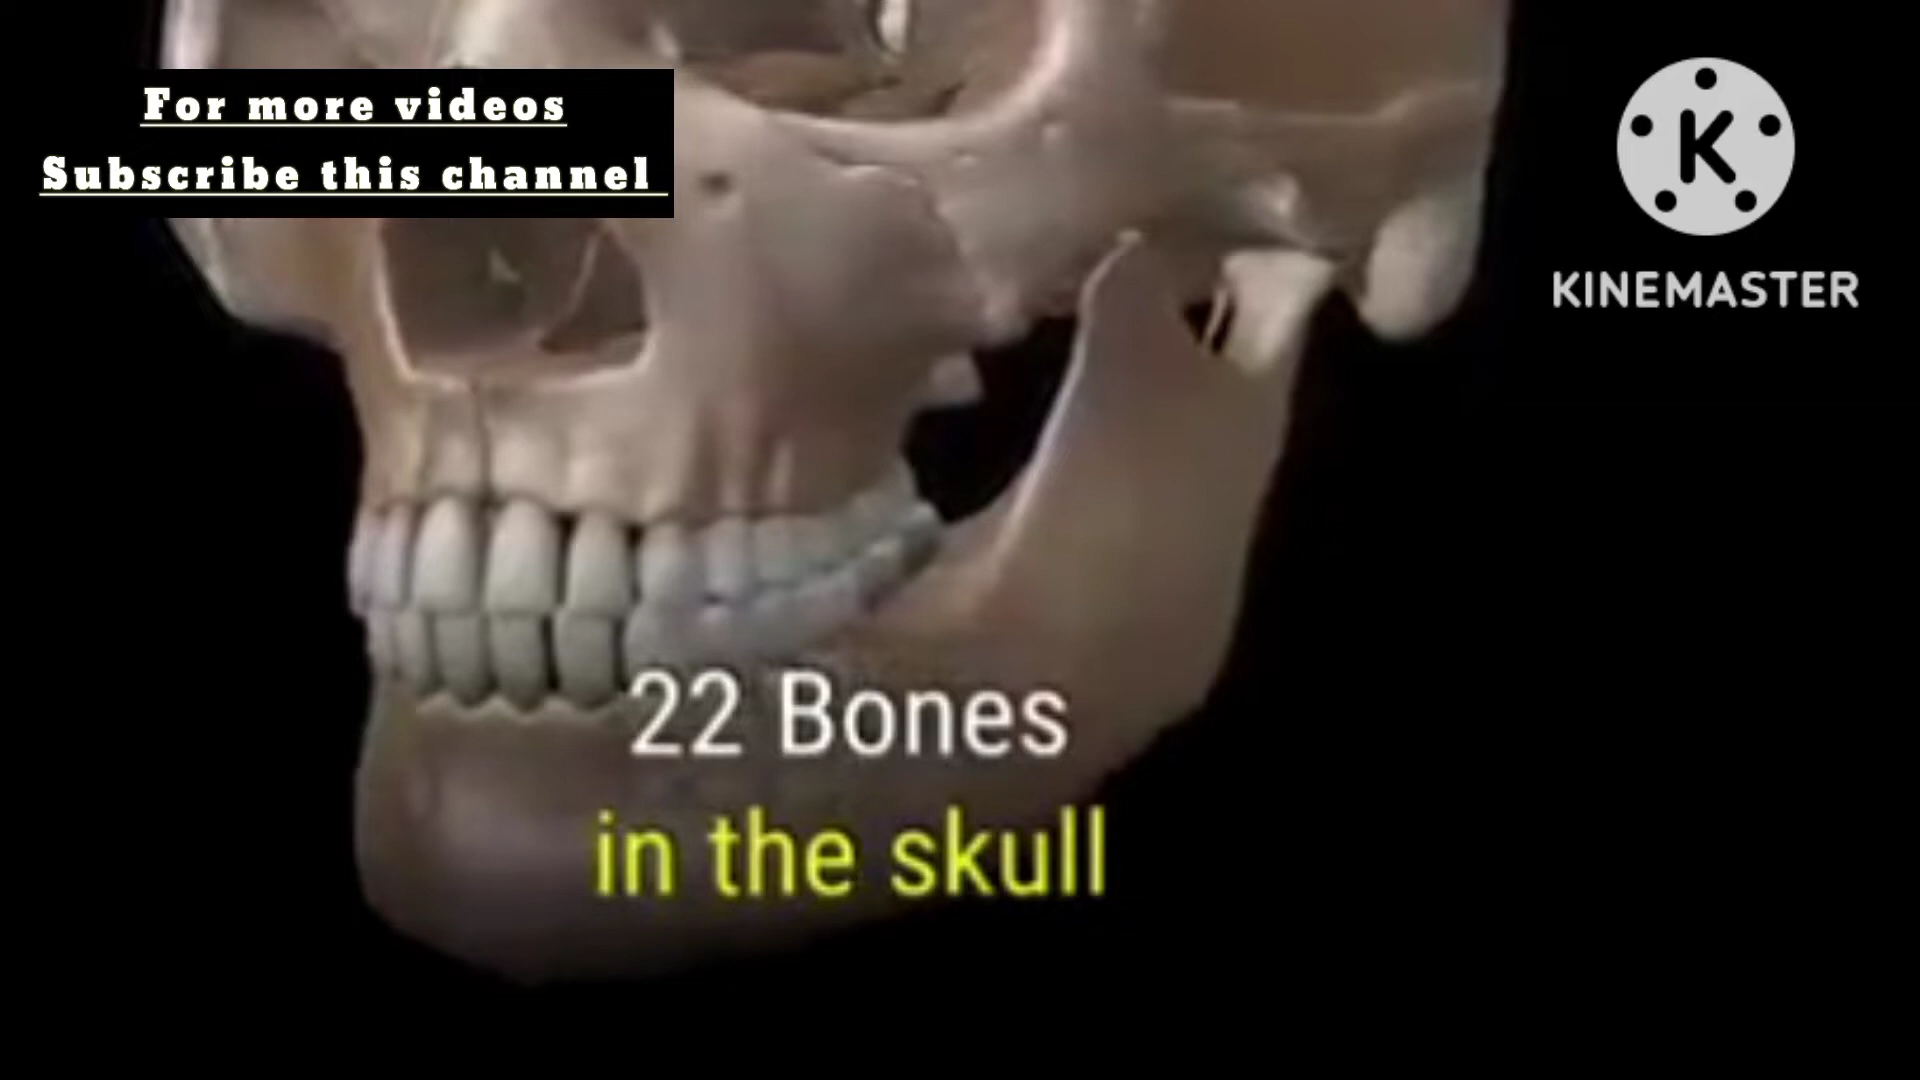 For more videos
Subscribe this channel
K
KINEMASTER
22 Bones
in the skull